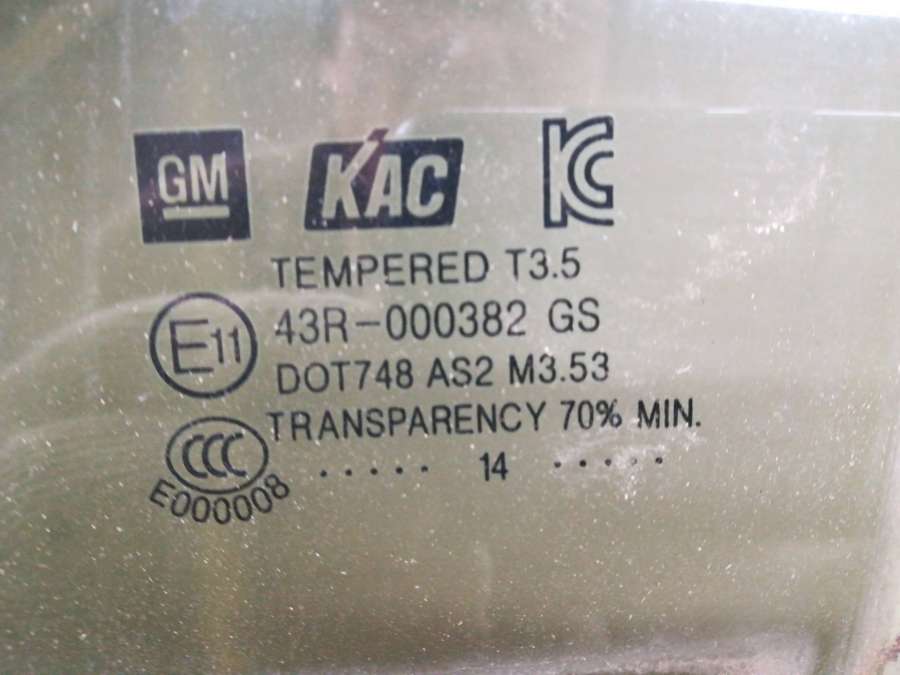 GM KAC KC
TEMPERED T3.5
E11 43R-000382 GS
DOT748 AS2 M3.53
TRANSPARENCY 70% MIN.
CCC ..... 14 .....
E000008